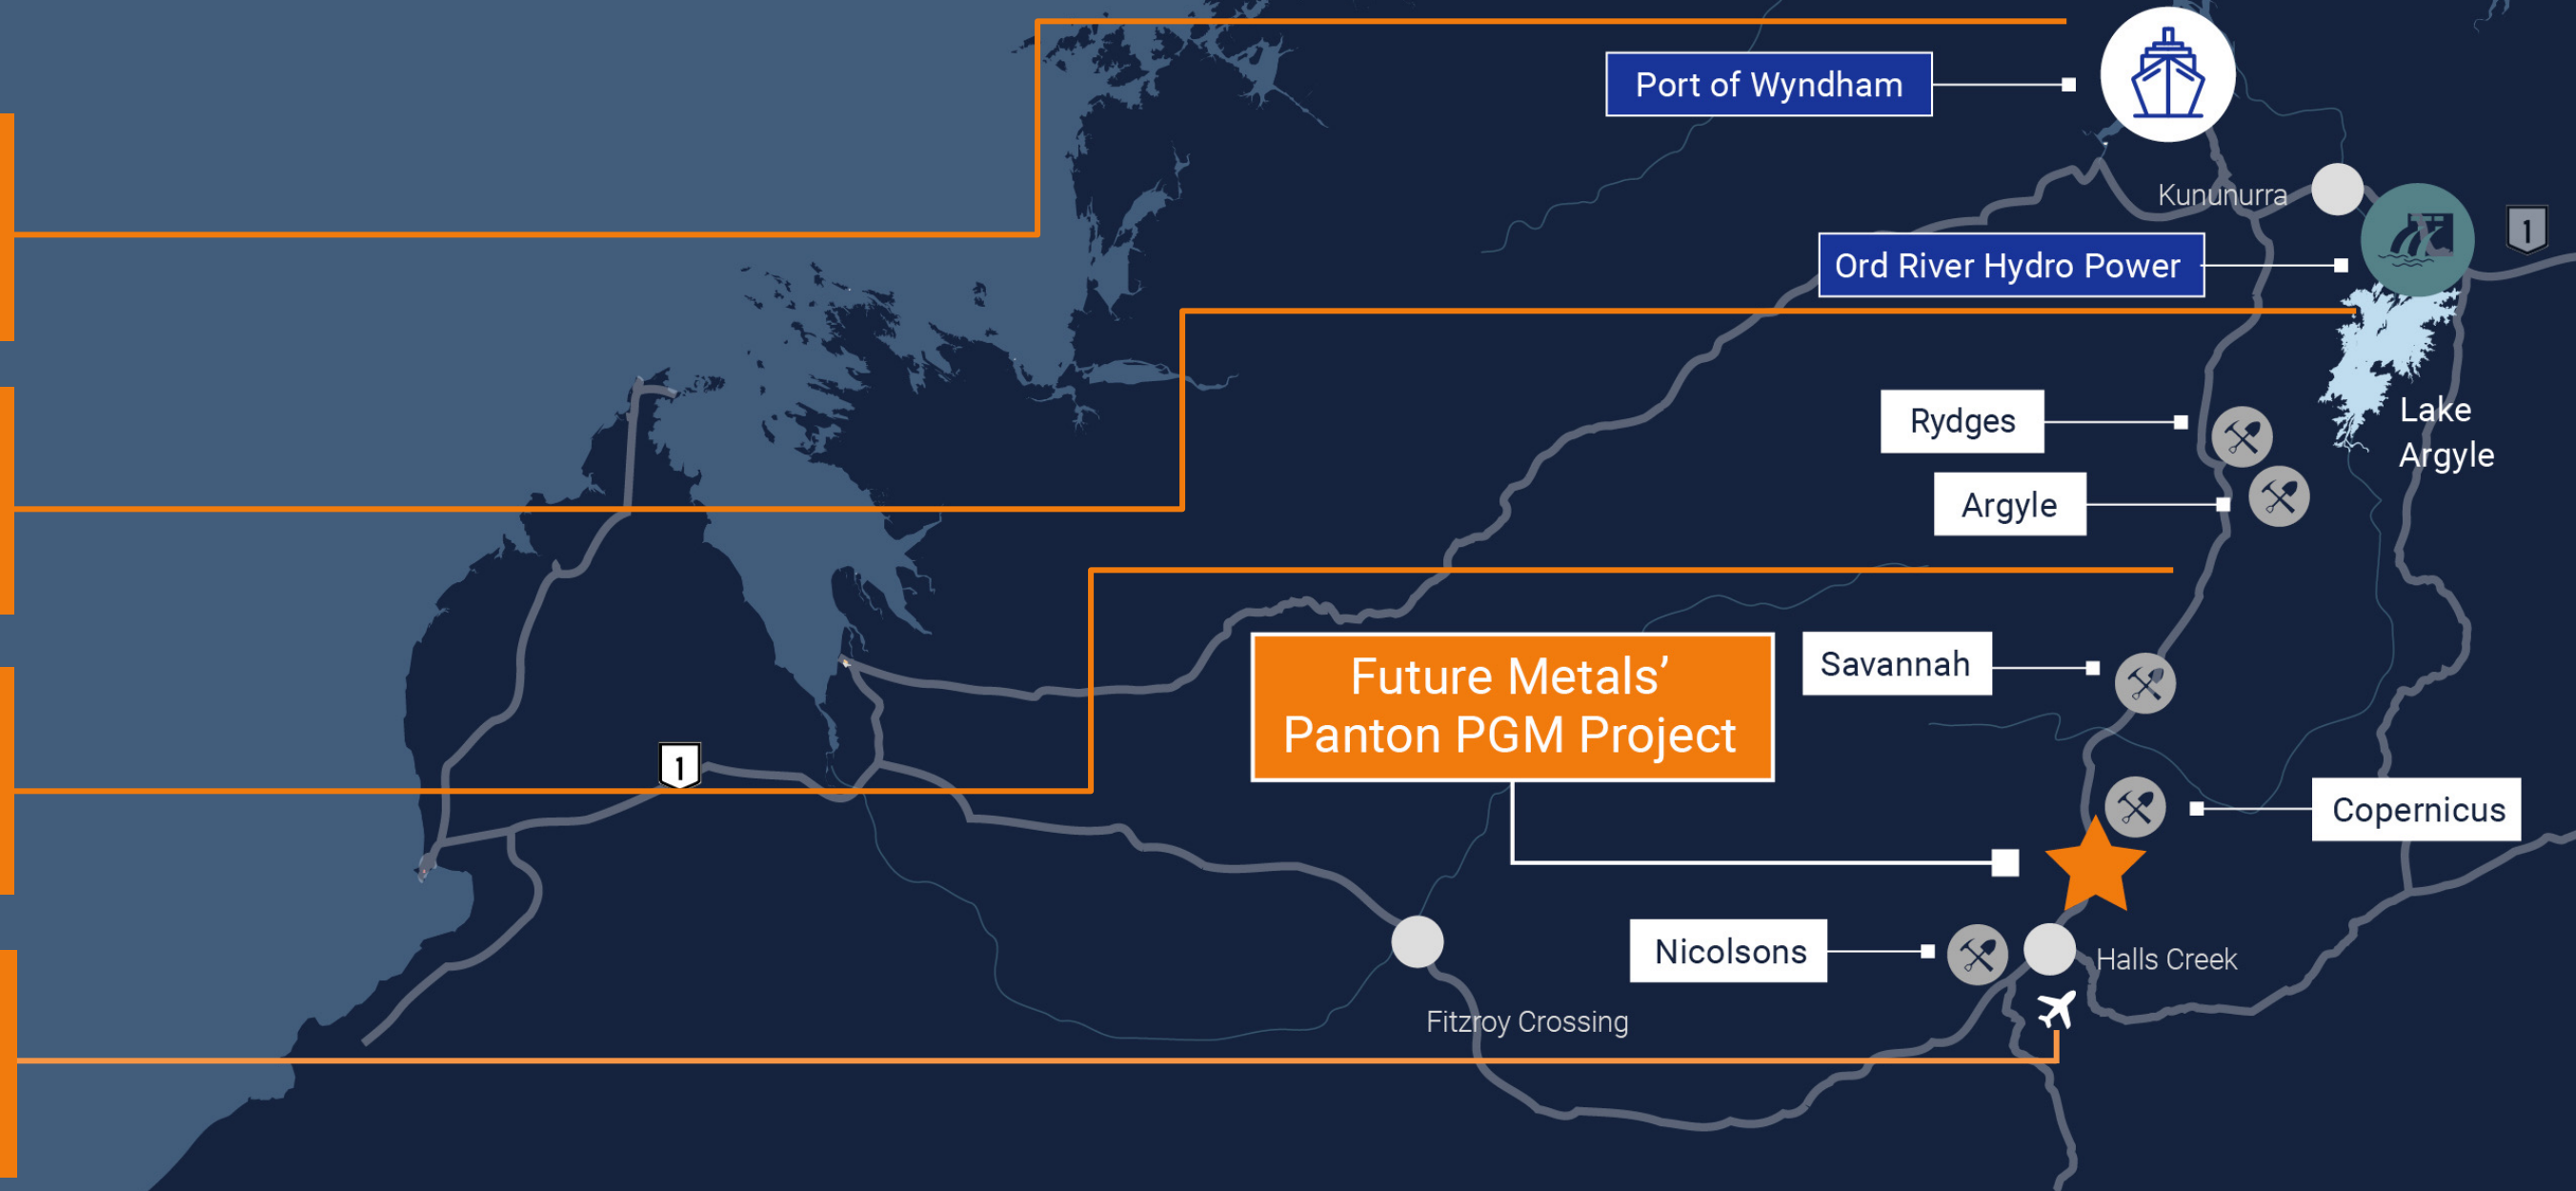 Port of Wyndham
Kununurra
1
Ord River Hydro Power
Rydges
Lake
Argyle
Argyle
Future Metals’
Panton PGM Project
Savannah
1
Copernicus
Nicolsons
Halls Creek
Fitzroy Crossing